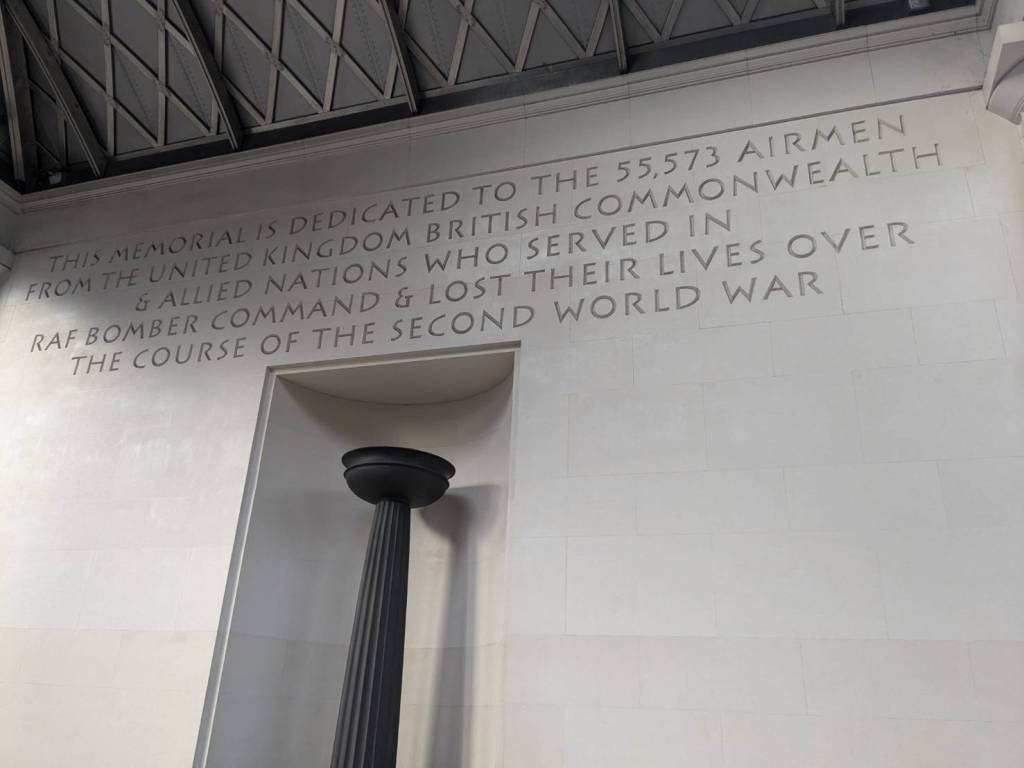 THIS MEMORIAL IS DEDICATED TO THE 55,573 AIRMEN
FROM THE UNITED KINGDOM BRITISH COMMONWEALTH
& ALLIED NATIONS WHO SERVED IN
RAF BOMBER COMMAND & LOST THEIR LIVES OVER
THE COURSE OF THE SECOND WORLD WAR